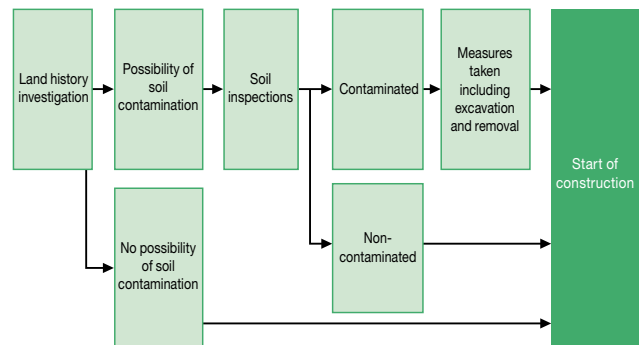 Land history
investigation
Possibility of
soil
contamination
Soil
inspections
Contaminated
Measures
taken
including
excavation
and removal
Start of
construction
No possibility
of soil
contamination
Non-
contaminated